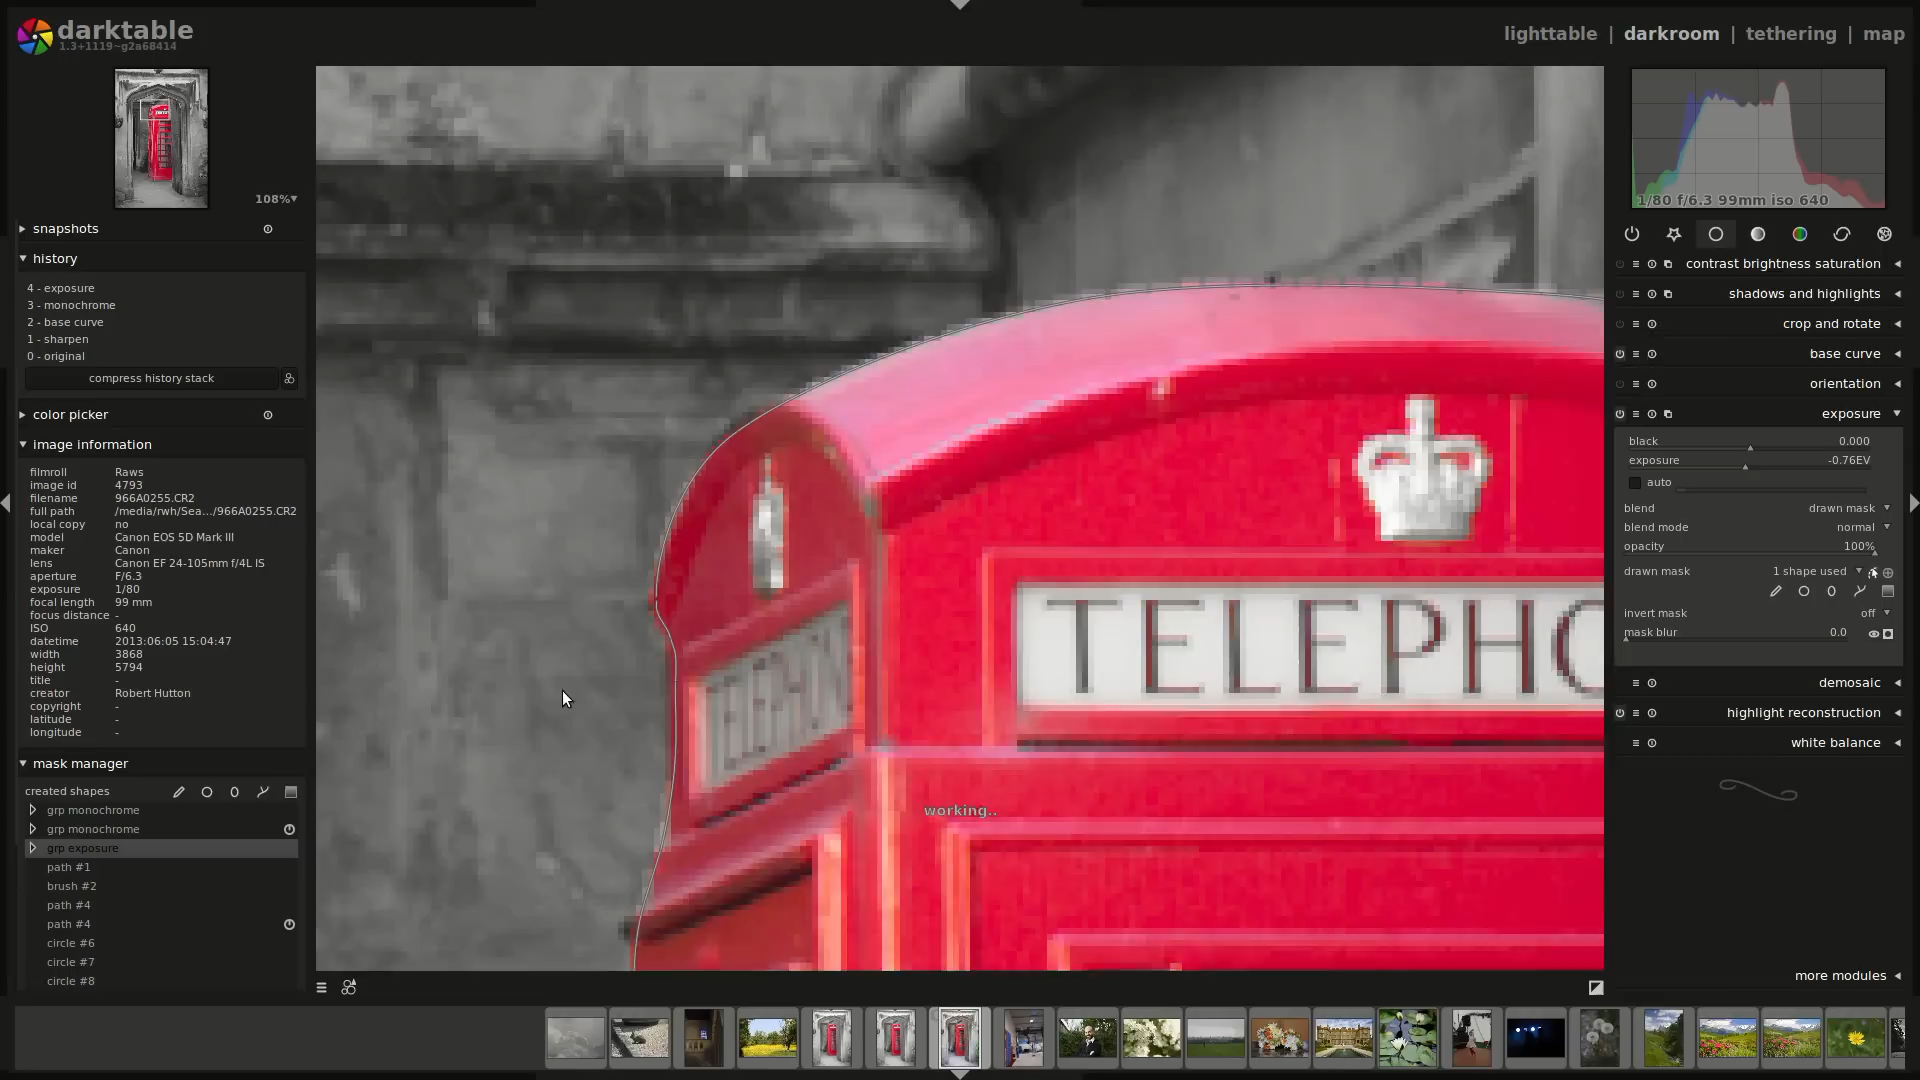 darktable
1.3+1119~g2a68414
lighttable | darkroom | tethering | map
108%
snapshots
history
4 - exposure
3 - monochrome
2 - base curve
1 - sharpen
0 - original
compress history stack
color picker
image information
filmroll Raws
image id 4793
filename 966A0255.CR2
full path /media/rwh/Sea.../966A0255.CR2
local copy no
model Canon EOS 5D Mark III
maker Canon
lens Canon EF 24-105mm f/4L IS
aperture F/6.3
exposure 1/80
focal length 99 mm
focus distance -
ISO 640
datetime 2013:06:05 15:04:47
width 3868
height 5794
title -
creator Robert Hutton
copyright -
latitude -
longitude -
mask manager
created shapes
grp monochrome
grp monochrome
grp exposure
path #1
brush #2
path #4
path #4
circle #6
circle #7
circle #8
TELEPHO
working..
1/80 f/6.3 99mm iso 640
contrast brightness saturation
shadows and highlights
crop and rotate
base curve
orientation
exposure
black 0.000
exposure -0.76EV
auto
blend drawn mask
blend mode normal
opacity 100%
drawn mask 1 shape used
invert mask off
mask blur 0.0
demosaic
highlight reconstruction
white balance
more modules